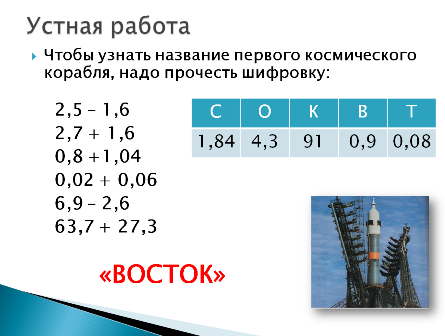 Устная работа
Чтобы узнать название первого космического
корабля, надо прочесть шифровку:
2,5 – 1,6
2,7 + 1,6
0,8 +1,04
0,02 + 0,06
6,9 – 2,6
63,7 + 27,3
С О К В Т
1,84 4,3 91 0,9 0,08
«ВОСТОК»